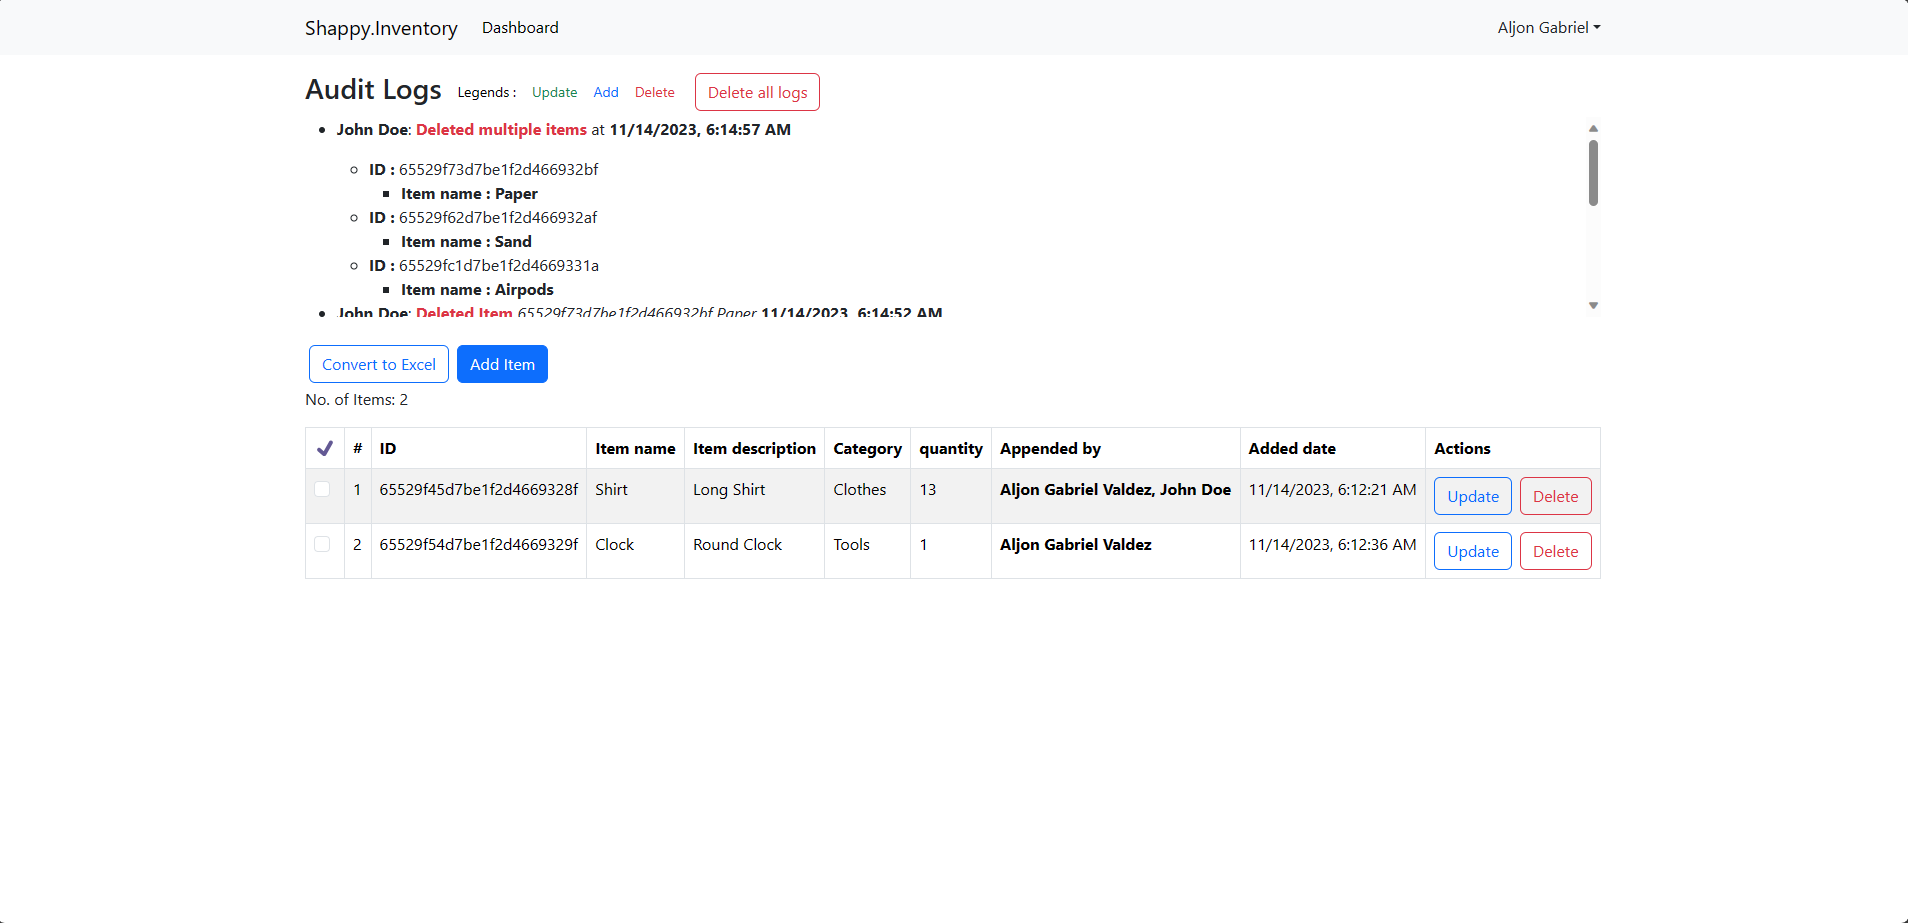 Shappy.Inventory Dashboard Aljon Gabriel
Audit Logs Legends : Update Add Delete Delete all logs
John Doe: Deleted multiple items at 11/14/2023, 6:14:57 AM
ID : 65529f73d7be1f2d466932bf
Item name : Paper
ID : 65529f62d7be1f2d466932af
Item name : Sand
ID : 65529fc1d7be1f2d4669331a
Item name : Airpods
John Doe: Deleted Item 65529f73d7be1f2d466932bf Paper 11/14/2023, 6:14:52 AM
Convert to Excel Add Item
No. of Items: 2
# ID Item name Item description Category quantity Appended by Added date Actions
1 65529f45d7be1f2d4669328f Shirt Long Shirt Clothes 13 Aljon Gabriel Valdez, John Doe 11/14/2023, 6:12:21 AM Update Delete
2 65529f54d7be1f2d4669329f Clock Round Clock Tools 1 Aljon Gabriel Valdez 11/14/2023, 6:12:36 AM Update Delete